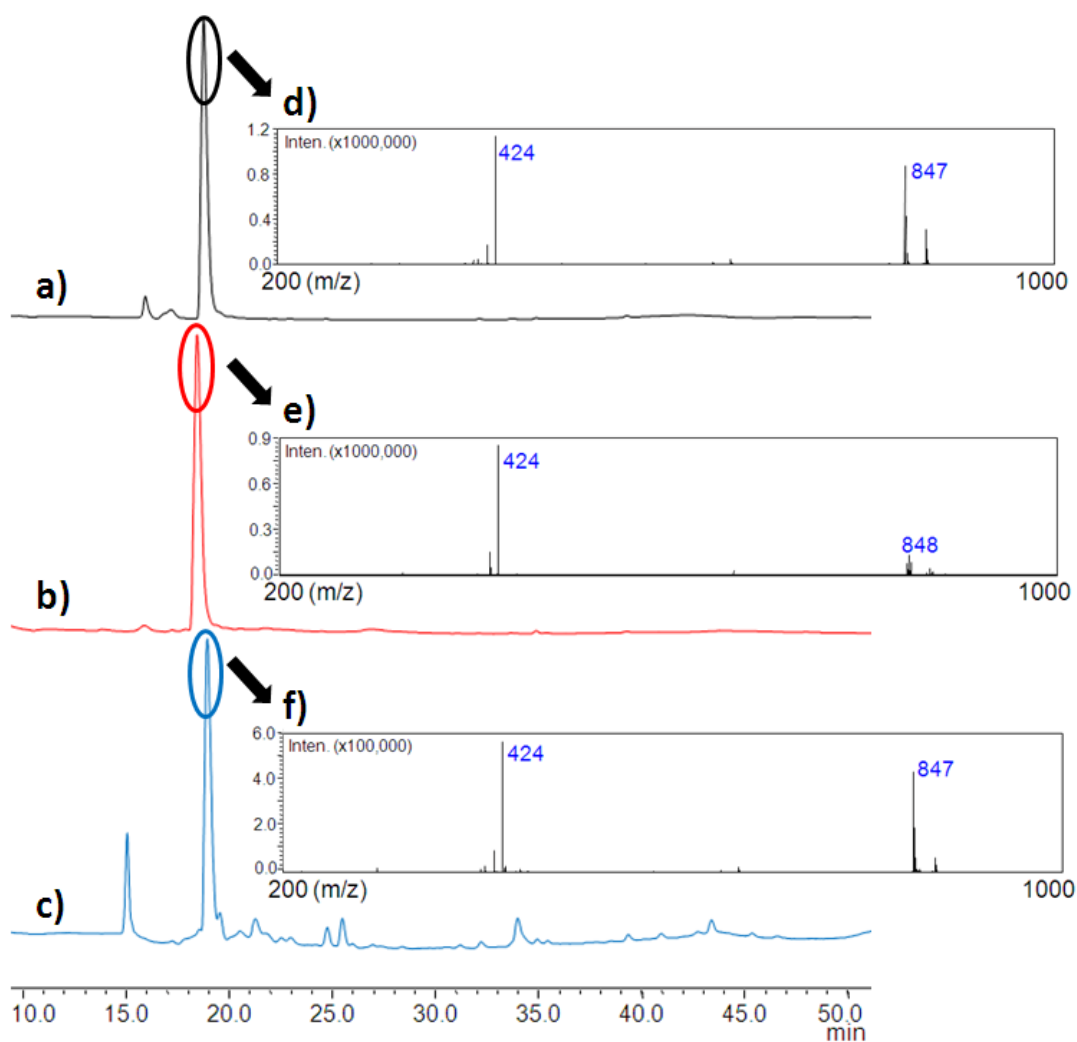 d)
1.2
0.8
0.4
0.0
Inten. (x1000,000)
424
847
200 (m/z)
1000
a)
e)
0.9
0.6
0.3
0.0
Inten. (x1000,000)
424
848
200 (m/z)
1000
b)
f)
6.0
4.0
2.0
0.0
Inten. (x100,000)
424
847
200 (m/z)
1000
c)
10.0 15.0 20.0 25.0 30.0 35.0 40.0 45.0 50.0
min